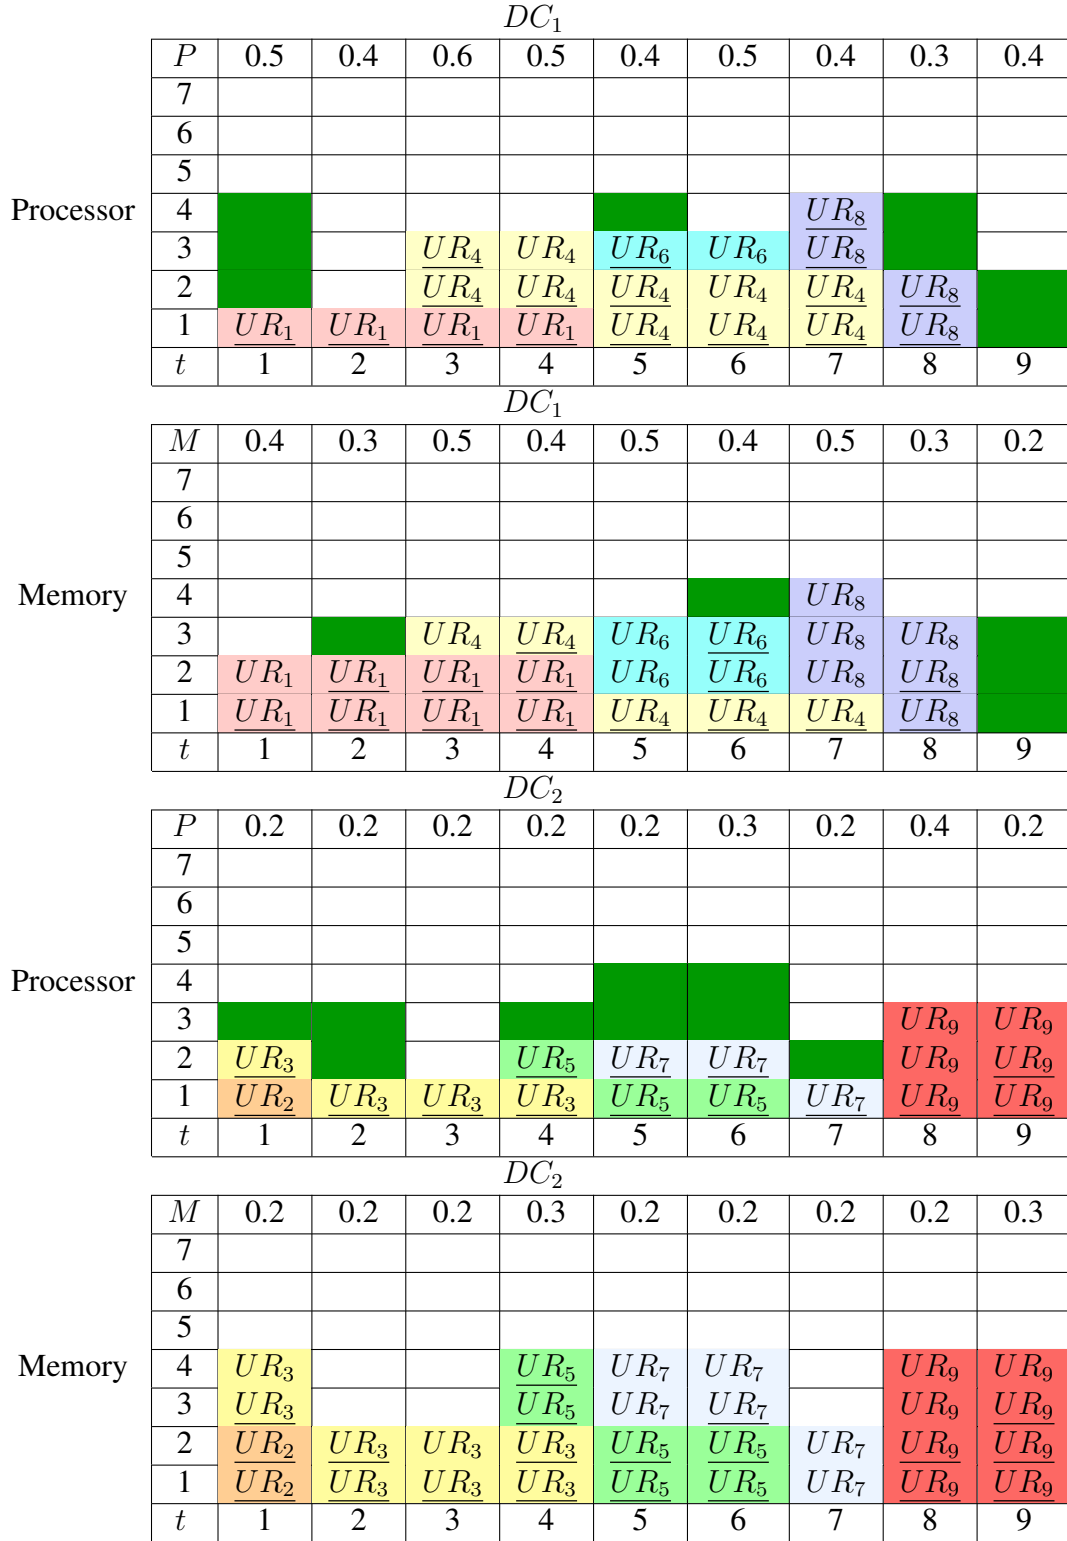 DC₁
P 0.5 0.4 0.6 0.5 0.4 0.5 0.4 0.3 0.4
7
6
5
Processor 4 UR₈
3 UR₄ UR₄ UR₆ UR₆ UR₈
2 UR₄ UR₄ UR₄ UR₄ UR₄ UR₈
1 UR₁ UR₁ UR₁ UR₁ UR₄ UR₄ UR₄ UR₈
t 1 2 3 4 5 6 7 8 9
DC₁
M 0.4 0.3 0.5 0.4 0.5 0.4 0.5 0.3 0.2
7
6
5
Memory 4 UR₈
3 UR₄ UR₄ UR₆ UR₆ UR₈ UR₈
2 UR₁ UR₁ UR₁ UR₁ UR₆ UR₆ UR₈ UR₈
1 UR₁ UR₁ UR₁ UR₁ UR₄ UR₄ UR₄ UR₈
t 1 2 3 4 5 6 7 8 9
DC₂
P 0.2 0.2 0.2 0.2 0.2 0.3 0.2 0.4 0.2
7
6
5
Processor 4
3 UR₉ UR₉
2 UR₃ UR₅ UR₇ UR₇ UR₉ UR₉
1 UR₂ UR₃ UR₃ UR₃ UR₅ UR₅ UR₇ UR₉ UR₉
t 1 2 3 4 5 6 7 8 9
DC₂
M 0.2 0.2 0.2 0.3 0.2 0.2 0.2 0.2 0.3
7
6
5
Memory 4 UR₃ UR₅ UR₇ UR₇ UR₉ UR₉
3 UR₃ UR₅ UR₇ UR₇ UR₉ UR₉
2 UR₂ UR₃ UR₃ UR₃ UR₅ UR₅ UR₇ UR₉ UR₉
1 UR₂ UR₃ UR₃ UR₃ UR₅ UR₅ UR₇ UR₉ UR₉
t 1 2 3 4 5 6 7 8 9